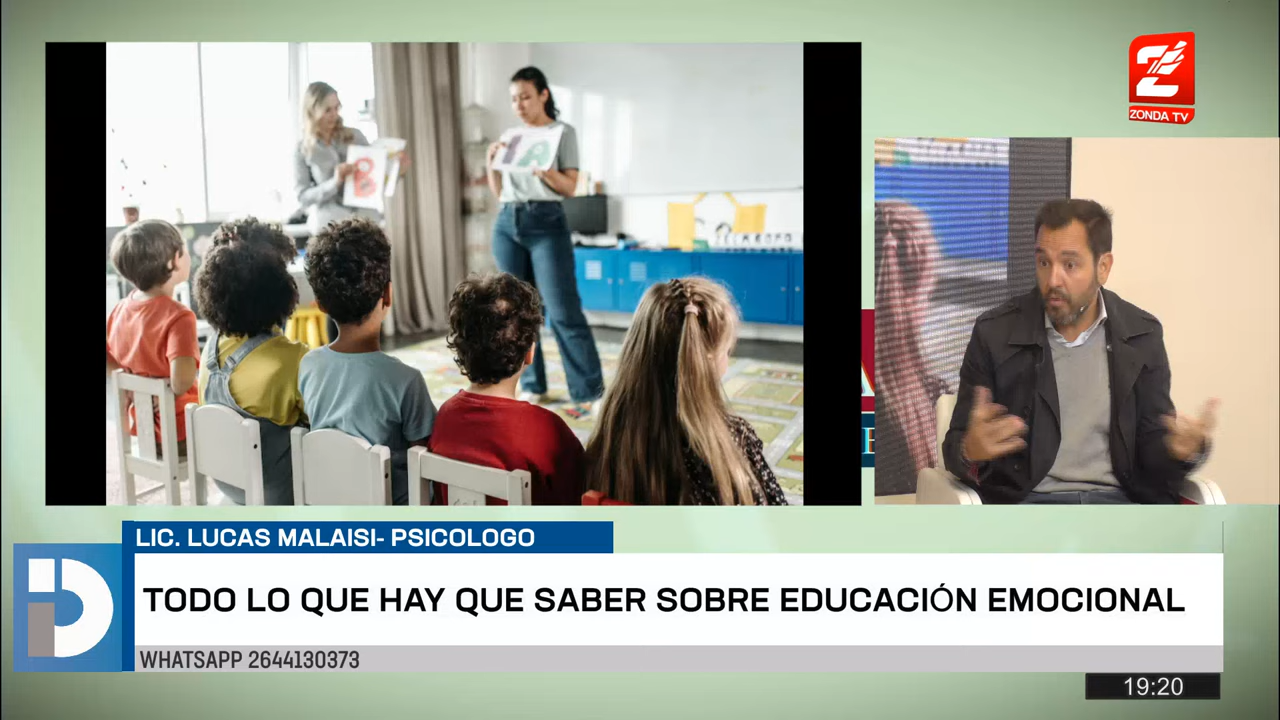 Z
ZONDA TV
B
A
LIC. LUCAS MALAISI- PSICOLOGO
TODO LO QUE HAY QUE SABER SOBRE EDUCACIÓN EMOCIONAL
WHATSAPP 2644130373
19:20